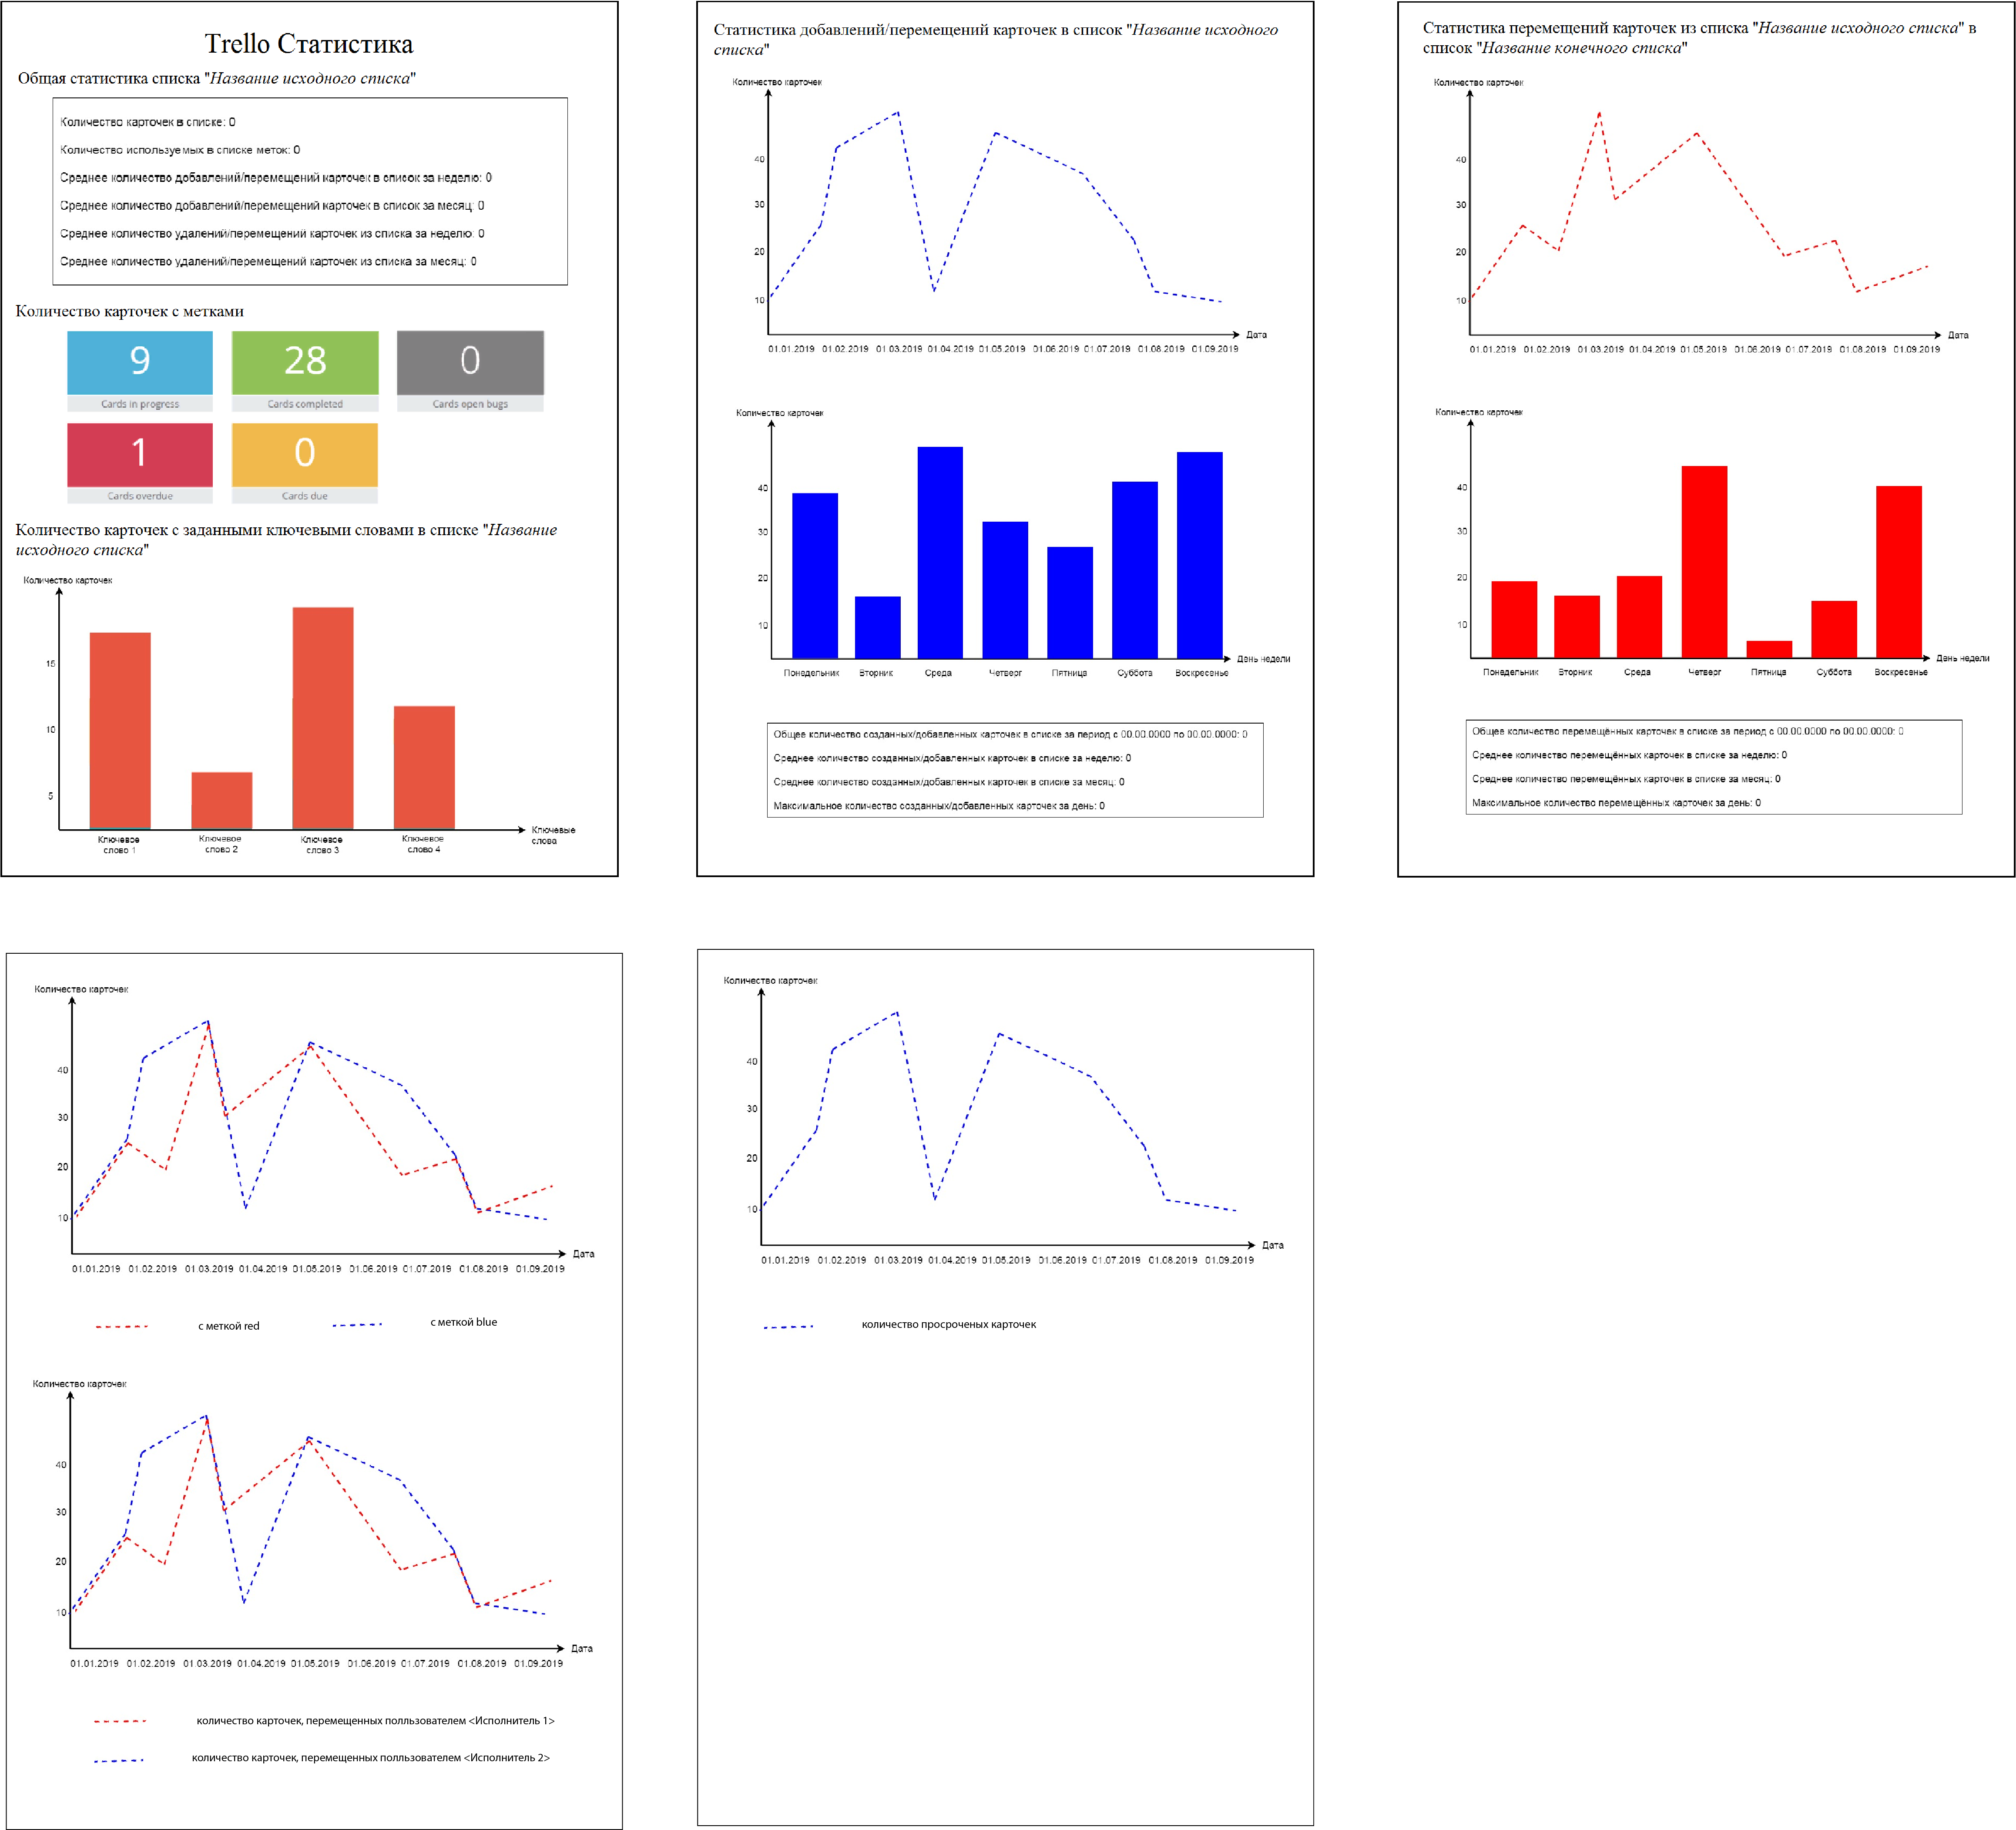 Trello Статистика
Общая статистика списка "Название исходного списка"
Количество карточек в списке: 0
Количество используемых в списке меток: 0
Среднее количество добавлений/перемещений карточек в список за неделю: 0
Среднее количество добавлений/перемещений карточек в список за месяц: 0
Среднее количество удалений/перемещений карточек из списка за неделю: 0
Среднее количество удалений/перемещений карточек из списка за месяц: 0
Количество карточек с метками
9 28 0
Cards in progress Cards completed Cards open bugs
1 0
Cards overdue Cards due
Количество карточек с заданными ключевыми словами в списке "Название
исходного списка"
Количество карточек
15
10
5
Ключевое Ключевое Ключевое Ключевое Ключевые
слово 1 слово 2 слово 3 слово 4 слова
Статистика добавлений/перемещений карточек в список "Название исходного
списка"
Количество карточек
40
30
20
10
Дата
01.01.2019 01.02.2019 01.03.2019 01.04.2019 01.05.2019 01.06.2019 01.07.2019 01.08.2019 01.09.2019
Количество карточек
40
30
20
10
День недели
Понедельник Вторник Среда Четверг Пятница Суббота Воскресенье
Общее количество созданных/добавленных карточек в списке за период с 00.00.0000 по 00.00.0000: 0
Среднее количество созданных/добавленных карточек в списке за неделю: 0
Среднее количество созданных/добавленных карточек в списке за месяц: 0
Максимальное количество созданных/добавленных карточек за день: 0
Статистика перемещений карточек из списка "Название исходного списка" в
список "Название конечного списка"
Количество карточек
40
30
20
10
Дата
01.01.2019 01.02.2019 01.03.2019 01.04.2019 01.05.2019 01.06.2019 01.07.2019 01.08.2019 01.09.2019
Количество карточек
40
30
20
10
День недели
Понедельник Вторник Среда Четверг Пятница Суббота Воскресенье
Общее количество перемещённых карточек в списке за период с 00.00.0000 по 00.00.0000: 0
Среднее количество перемещённых карточек в списке за неделю: 0
Среднее количество перемещённых карточек в списке за месяц: 0
Максимальное количество перемещённых карточек за день: 0
Количество карточек
40
30
20
10
Дата
01.01.2019 01.02.2019 01.03.2019 01.04.2019 01.05.2019 01.06.2019 01.07.2019 01.08.2019 01.09.2019
с меткой red с меткой blue
Количество карточек
40
30
20
10
Дата
01.01.2019 01.02.2019 01.03.2019 01.04.2019 01.05.2019 01.06.2019 01.07.2019 01.08.2019 01.09.2019
количество карточек, перемещенных полльзователем <Исполнитель 1>
количество карточек, перемещенных полльзователем <Исполнитель 2>
Количество карточек
40
30
20
10
Дата
01.01.2019 01.02.2019 01.03.2019 01.04.2019 01.05.2019 01.06.2019 01.07.2019 01.08.2019 01.09.2019
количество просроченых карточек